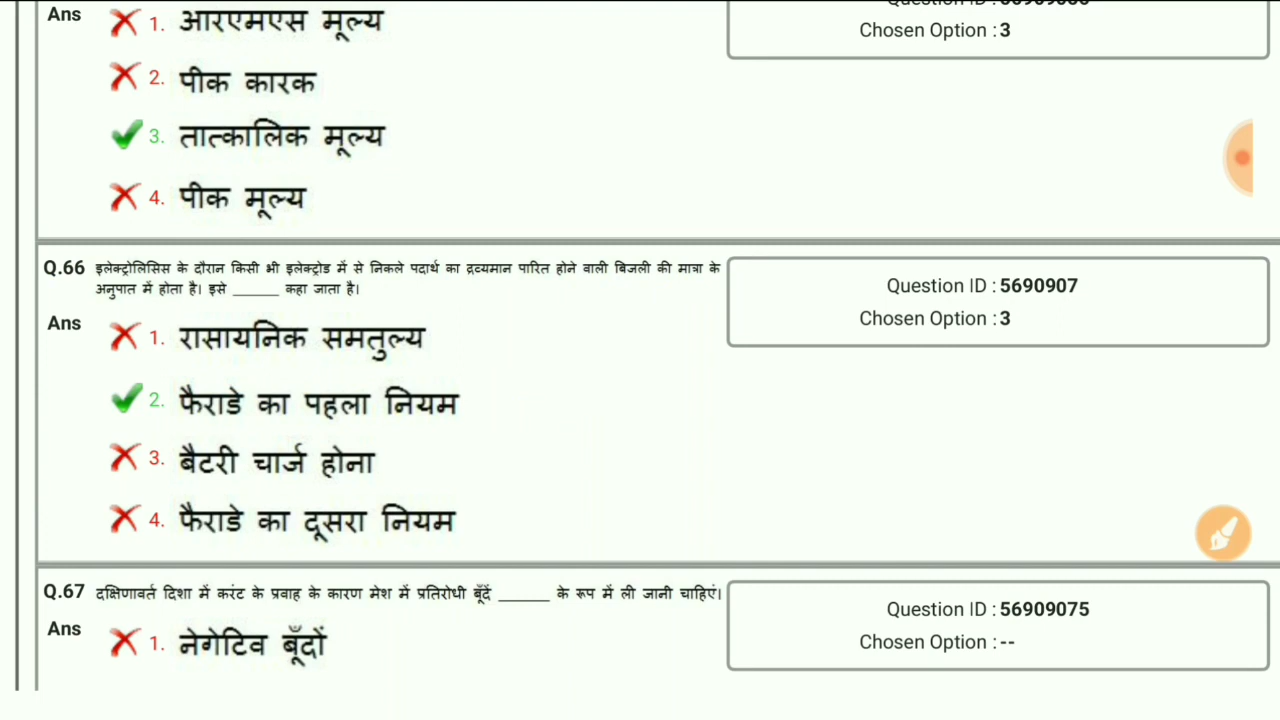 Ans 1. आरएमएस मूल्य
Chosen Option : 3
2. पीक कारक
3. तात्कालिक मूल्य
4. पीक मूल्य
Q.66 इलेक्ट्रोलिसिस के दौरान किसी भी इलेक्ट्रोड में से निकले पदार्थ का द्रव्यमान पारित होने वाली बिजली की मात्रा के
अनुपात में होता है। इसे ______ कहा जाता है।
Question ID : 5690907
Chosen Option : 3
Ans 1. रासायनिक समतुल्य
2. फैराडे का पहला नियम
3. बैटरी चार्ज होना
4. फैराडे का दूसरा नियम
Q.67 दक्षिणावर्त दिशा में करंट के प्रवाह के कारण मेश में प्रतिरोधी बूँदें ______ के रूप में ली जानी चाहिएं।
Question ID : 56909075
Chosen Option : --
Ans 1. नेगेटिव बूँदों